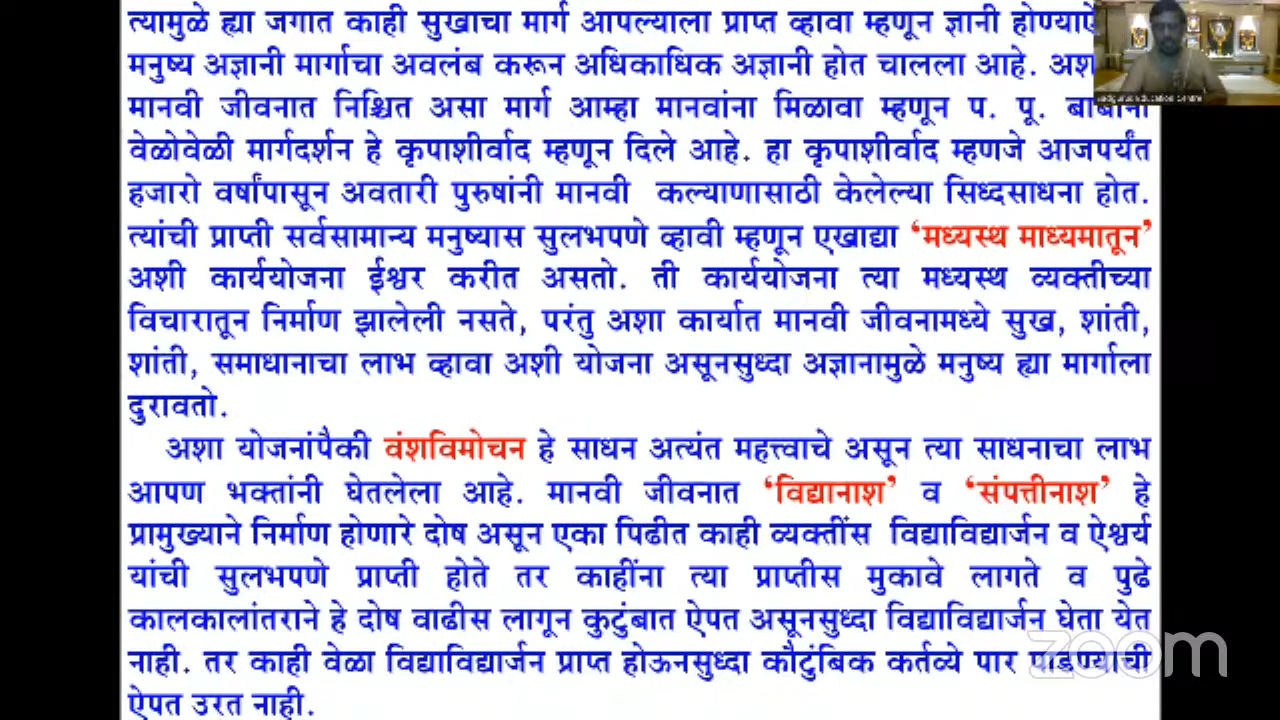 त्यामुळे ह्या जगात काही सुखाचा मार्ग आपल्याला प्राप्त व्हावा म्हणून ज्ञानी
मनुष्य अज्ञानी मार्गाचा अवलंब करून अधिकाधिक अज्ञानी होत चालला आहे.
मानवी जीवनात निश्चित असा मार्ग आम्हा मानवांना मिळावा म्हणून प. पू. बाबांनी
वेळोवेळी मार्गदर्शन हे कृपाशीर्वाद म्हणून दिले आहे. हा कृपाशीर्वाद म्हणजे आजपर्यंत
हजारो वर्षांपासून अवतारी पुरुषांनी मानवी कल्याणासाठी केलेल्या सिध्दसाधना होत.
त्यांची प्राप्ती सर्वसामान्य मनुष्यास सुलभपणे व्हावी म्हणून एखाद्या ‘मध्यस्थ माध्यमातून’
अशी कार्ययोजना ईश्वर करीत असतो. ती कार्ययोजना त्या मध्यस्थ व्यक्तीच्या
विचारातून निर्माण झालेली नसते, परंतु अशा कार्यात मानवी जीवनामध्ये सुख, शांती,
शांती, समाधानाचा लाभ व्हावा अशी योजना असूनसुध्दा अज्ञानामुळे मनुष्य ह्या मार्गाला
दुरावतो.
अशा योजनांपैकी वंशविमोचन हे साधन अत्यंत महत्त्वाचे असून त्या साधनाचा लाभ
आपण भक्तांनी घेतलेला आहे. मानवी जीवनात ‘विद्यानाश’ व ‘संपत्तीनाश’ हे
प्रामुख्याने निर्माण होणारे दोष असून एका पिढीत काही व्यक्तींस विद्याविद्यार्जन व ऐश्वर्य
यांची सुलभपणे प्राप्ती होते तर काहींना त्या प्राप्तीस मुकावे लागते व पुढे
कालकालांतराने हे दोष वाढीस लागून कुटुंबात ऐपत असूनसुध्दा विद्याविद्यार्जन घेता येत
नाही. तर काही वेळा विद्याविद्यार्जन प्राप्त होऊनसुध्दा कौटुंबिक कर्तव्ये पार पाडण्याची
ऐपत उरत नाही.
Education Centre
zoom